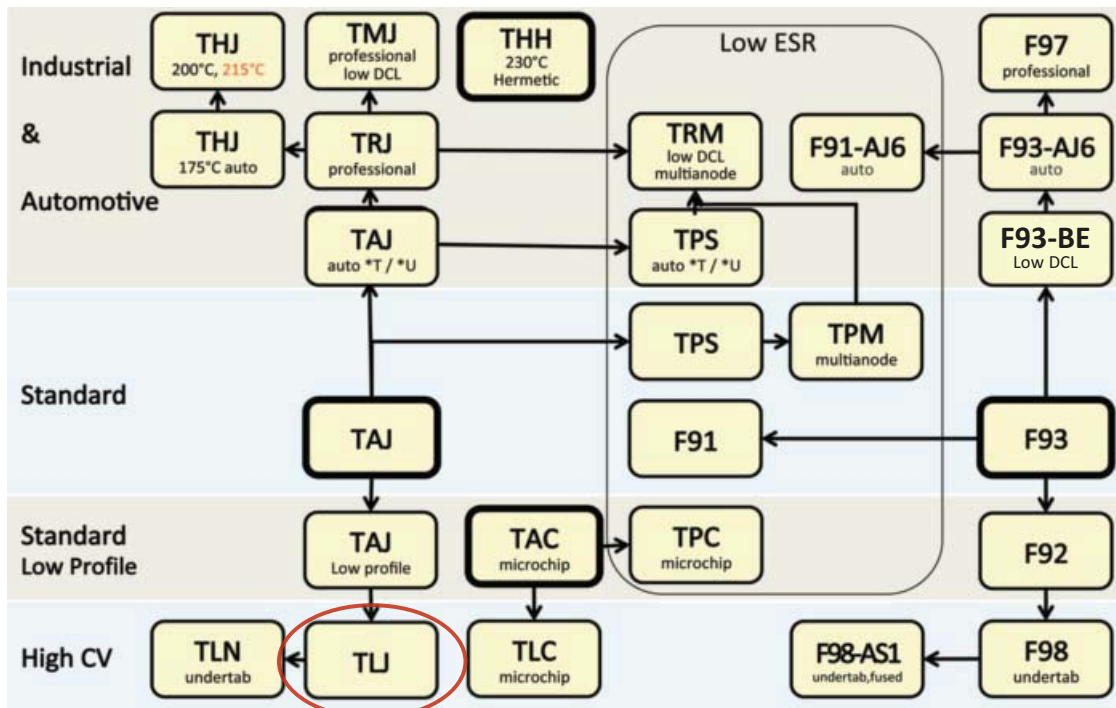 Industrial
&
Automotive
THJ
200°C, 215°C
TMJ
professional
low DCL
THH
230°C
Hermetic
Low ESR
F97
professional
THJ
175°C auto
TRJ
professional
TRM
low DCL
multianode
F91-AJ6
auto
F93-AJ6
auto
TAJ
auto *T / *U
TPS
auto *T / *U
F93-BE
Low DCL
Standard
TPS
TPM
multianode
TAJ
F91
F93
Standard
Low Profile
TAJ
Low profile
TAC
microchip
TPC
microchip
F92
High CV
TLN
undertab
TLJ
TLC
microchip
F98-AS1
undertab,fused
F98
undertab